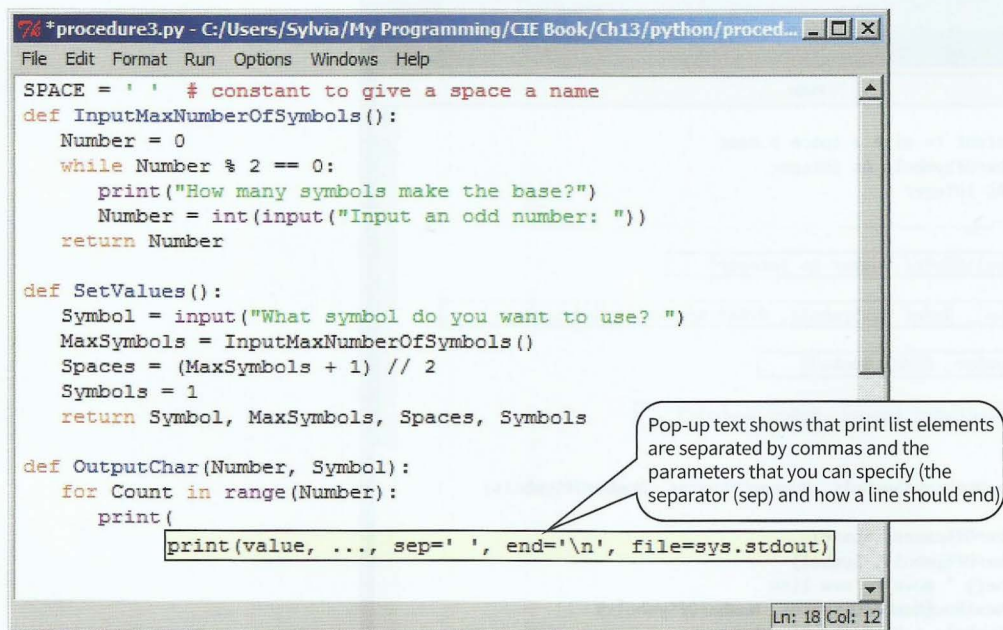 *procedure3.py - C:/Users/Sylvia/My Programming/CIE Book/Ch13/python/proced...
File Edit Format Run Options Windows Help
SPACE = ' '  # constant to give a space a name
def InputMaxNumberOfSymbols():
   Number = 0
   while Number % 2 == 0:
      print("How many symbols make the base?")
      Number = int(input("Input an odd number: "))
   return Number

def SetValues():
   Symbol = input("What symbol do you want to use? ")
   MaxSymbols = InputMaxNumberOfSymbols()
   Spaces = (MaxSymbols + 1) // 2
   Symbols = 1
   return Symbol, MaxSymbols, Spaces, Symbols

def OutputChar(Number, Symbol):
   for Count in range(Number):
      print(
print(value, ..., sep=' ', end='\n', file=sys.stdout)
Pop-up text shows that print list elements
are separated by commas and the
parameters that you can specify (the
separator (sep) and how a line should end)
Ln: 18 Col: 12